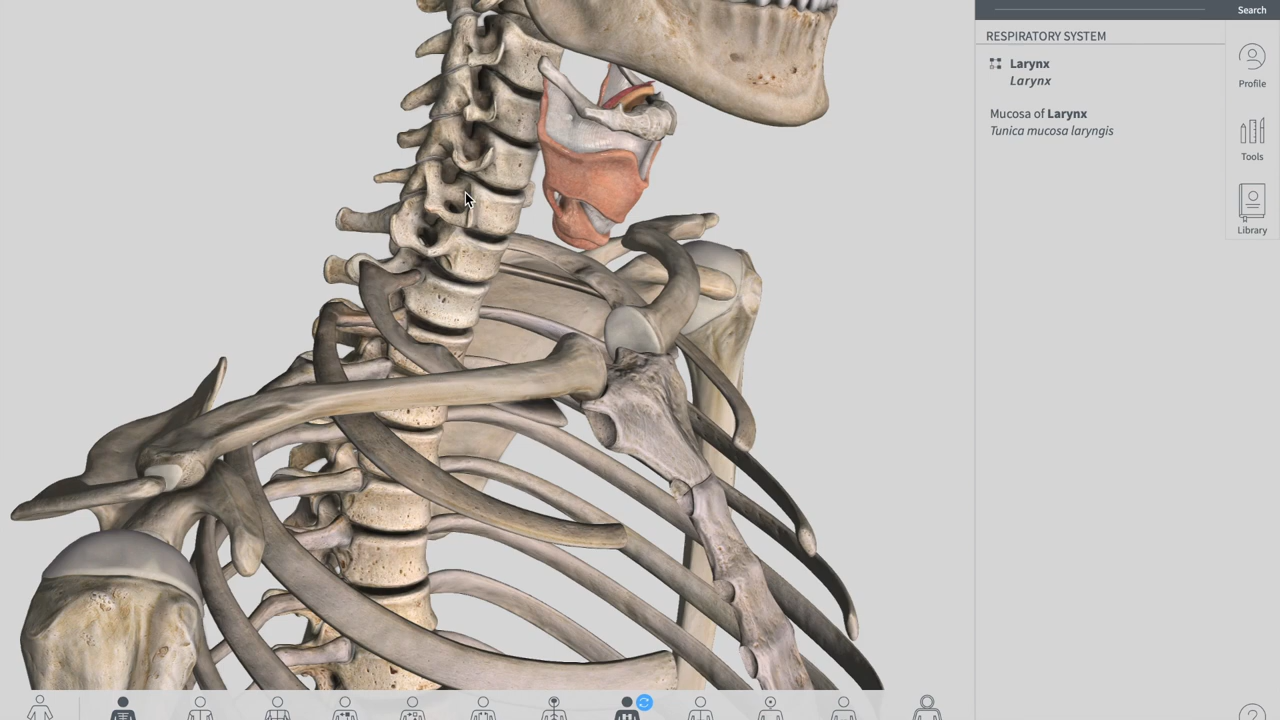 Search
RESPIRATORY SYSTEM
Larynx
Larynx
Mucosa of Larynx
Tunica mucosa laryngis
Profile
Tools
Library